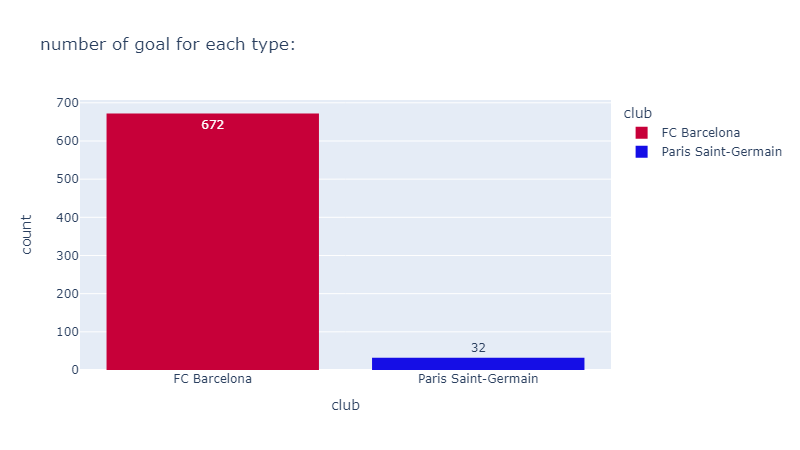 number of goal for each type:
700
600
500
400
300
200
100
0
count
672
32
FC Barcelona
Paris Saint-Germain
club
club
FC Barcelona
Paris Saint-Germain